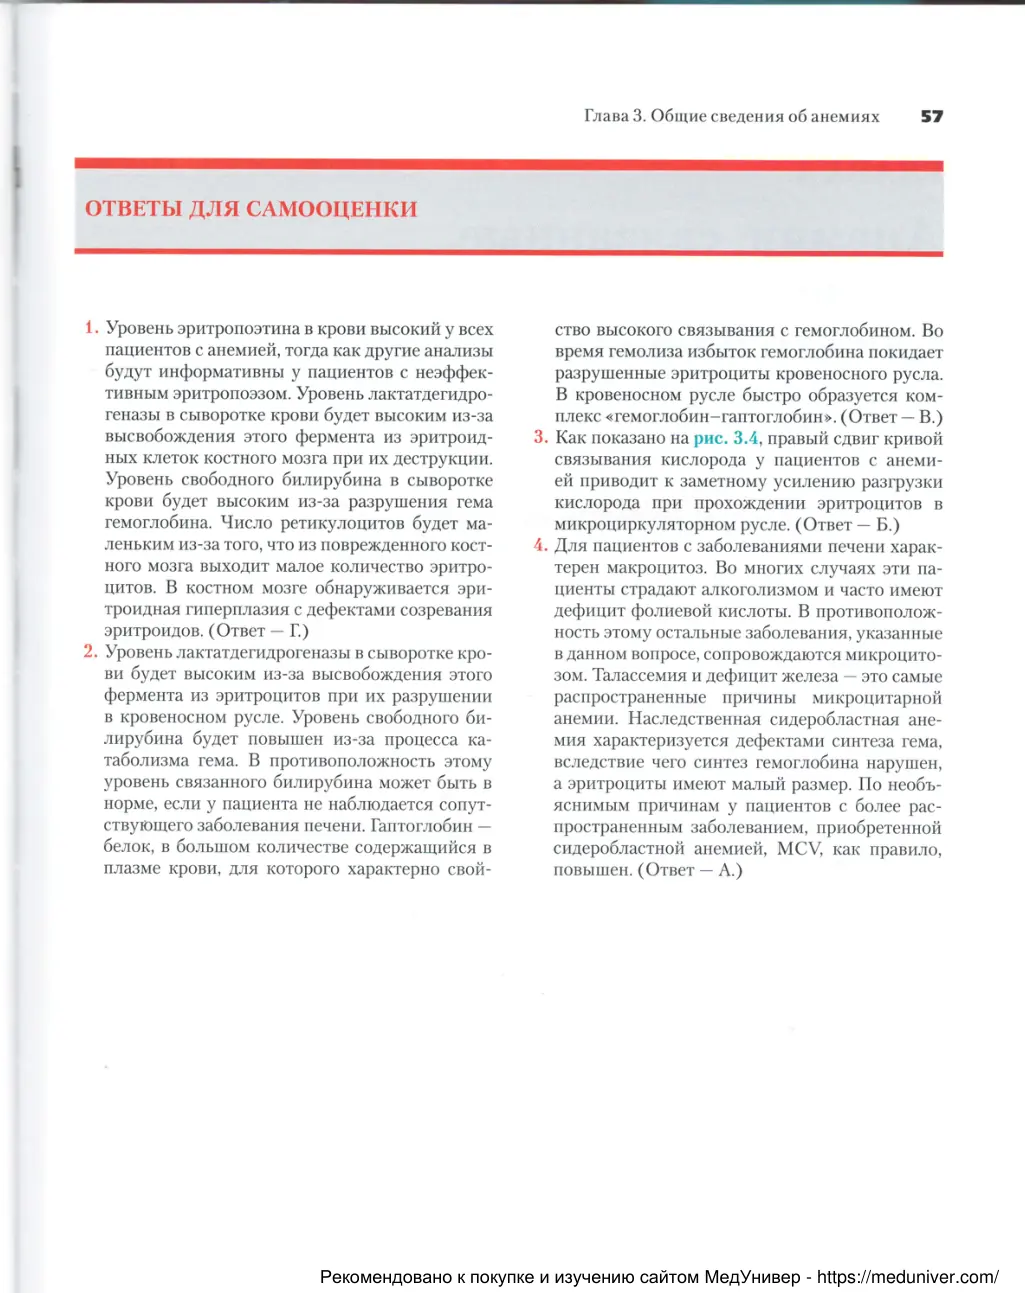 Глава 3. Общие сведения об анемиях 57
ОТВЕТЫ ДЛЯ САМООЦЕНКИ
1. Уровень эритропоэтина в крови высокий у всех
пациентов с анемией, тогда как другие анализы
будут информативны у пациентов с неэффек-
тивным эритропоэзом. Уровень лактатдегидро-
геназы в сыворотке крови будет высоким из-за
высвобождения этого фермента из эритроид-
ных клеток костного мозга при их деструкции.
Уровень свободного билирубина в сыворотке
крови будет высоким из-за разрушения гема
гемоглобина. Число ретикулоцитов будет ма-
леньким из-за того, что из поврежденного кост-
ного мозга выходит малое количество эритро-
цитов. В костном мозге обнаруживается эри-
троидная гиперплазия с дефектами созревания
эритроидов. (Ответ — Г.)
2. Уровень лактатдегидрогеназы в сыворотке кро-
ви будет высоким из-за высвобождения этого
фермента из эритроцитов при их разрушении
в кровеносном русле. Уровень свободного би-
лирубина будет повышен из-за процесса ка-
таболизма гема. В противоположность этому
уровень связанного билирубина может быть в
норме, если у пациента не наблюдается сопут-
ствующего заболевания печени. Гаптоглобин —
белок, в большом количестве содержащийся в
плазме крови, для которого характерно свой-
ство высокого связывания с гемоглобином. Во
время гемолиза избыток гемоглобина покидает
разрушенные эритроциты кровеносного русла.
В кровеносном русле быстро образуется ком-
плекс «гемоглобин–гаптоглобин». (Ответ — В.)
3. Как показано на рис. 3.4, правый сдвиг кривой
связывания кислорода у пациентов с анеми-
ей приводит к заметному усилению разгрузки
кислорода при прохождении эритроцитов в
микроциркуляторном русле. (Ответ — Б.)
4. Для пациентов с заболеваниями печени харак-
терен макроцитоз. Во многих случаях эти па-
циенты страдают алкоголизмом и часто имеют
дефицит фолиевой кислоты. В противополож-
ность этому остальные заболевания, указанные
в данном вопросе, сопровождаются микроцито-
зом. Талассемия и дефицит железа — это самые
распространенные причины микроцитарной
анемии. Наследственная сидеробластная ане-
мия характеризуется дефектами синтеза гема,
вследствие чего синтез гемоглобина нарушен,
а эритроциты имеют малый размер. По необъ-
яснимым причинам у пациентов с более рас-
пространенным заболеванием, приобретенной
сидеробластной анемией, MCV, как правило,
повышен. (Ответ — А.)
Рекомендовано к покупке и изучению сайтом МедУнивер - https://meduniver.com/